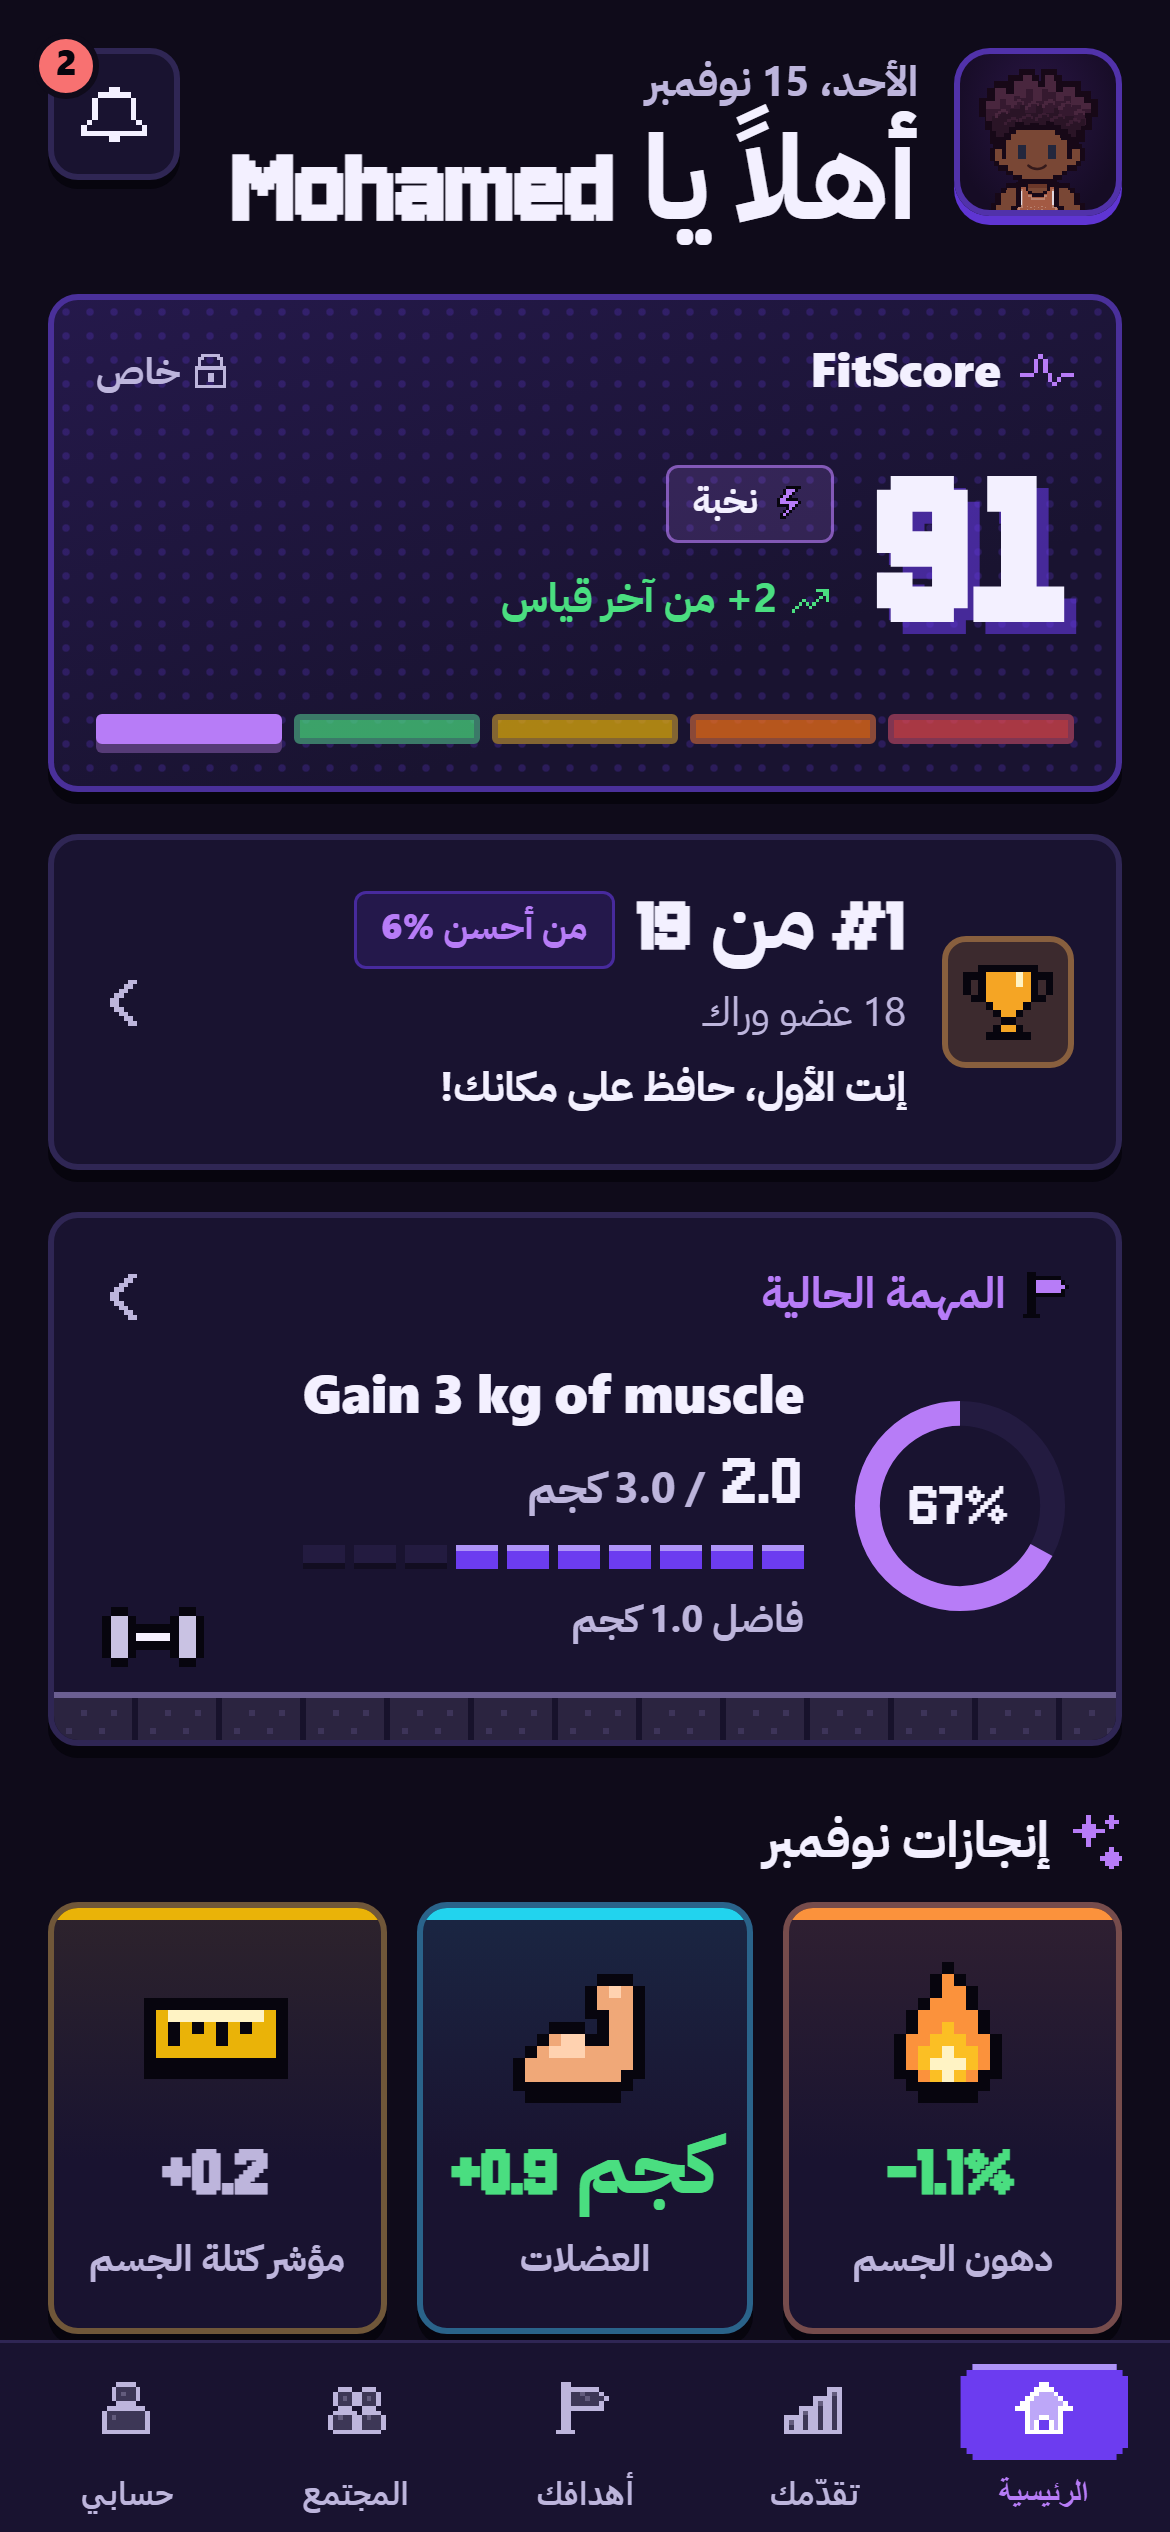 2
الأحد، 15 نوفمبر
أهلاً يا Mohamed
FitScore
خاص
91
نخبة
+2 من آخر قياس
#1 من 19
من أحسن 6%
18 عضو وراك
إنت الأول، حافظ على مكانك!
المهمة الحالية
Gain 3 kg of muscle
2.0 / 3.0 كجم
67%
فاضل 1.0 كجم
إنجازات نوفمبر
-1.1%
دهون الجسم
+0.9 كجم
العضلات
+0.2
مؤشر كتلة الجسم
الرئيسية
تقدّمك
أهدافك
المجتمع
حسابي